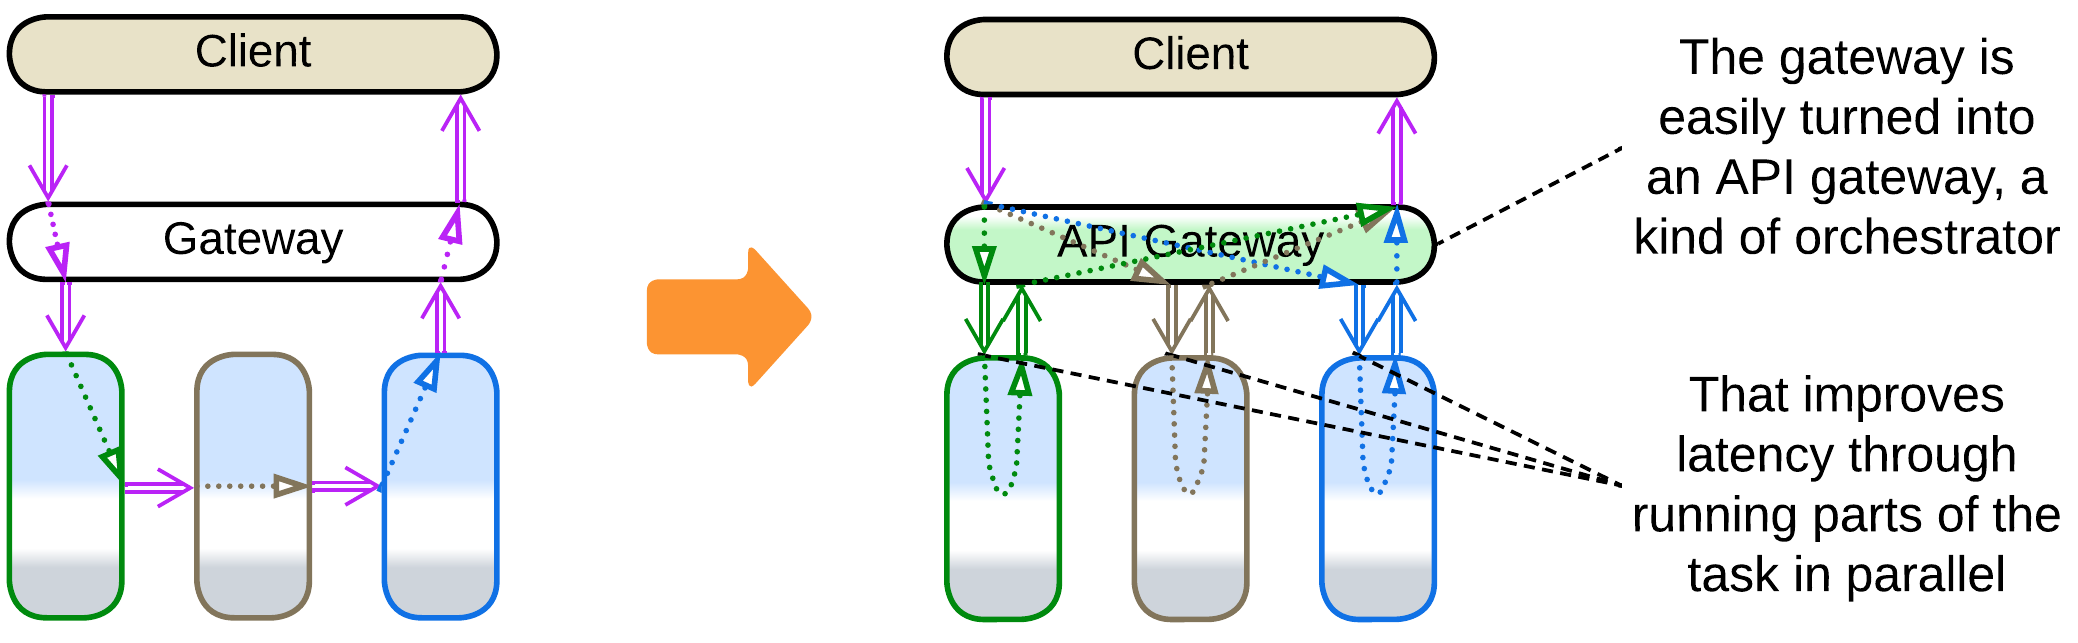 Client
Gateway
Client
API Gateway
The gateway is
easily turned into
an API gateway, a
kind of orchestrator
That improves
latency through
running parts of the
task in parallel